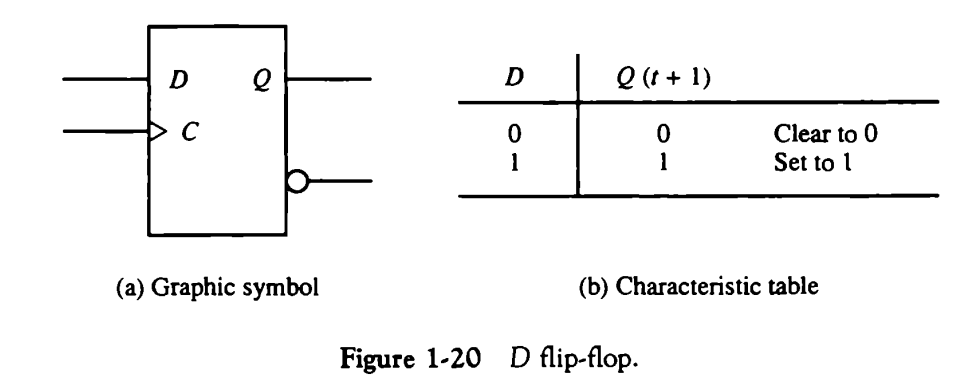 D Q
C
D Q (t + 1)
0 0 Clear to 0
1 1 Set to 1
(a) Graphic symbol
(b) Characteristic table
Figure 1-20 D flip-flop.